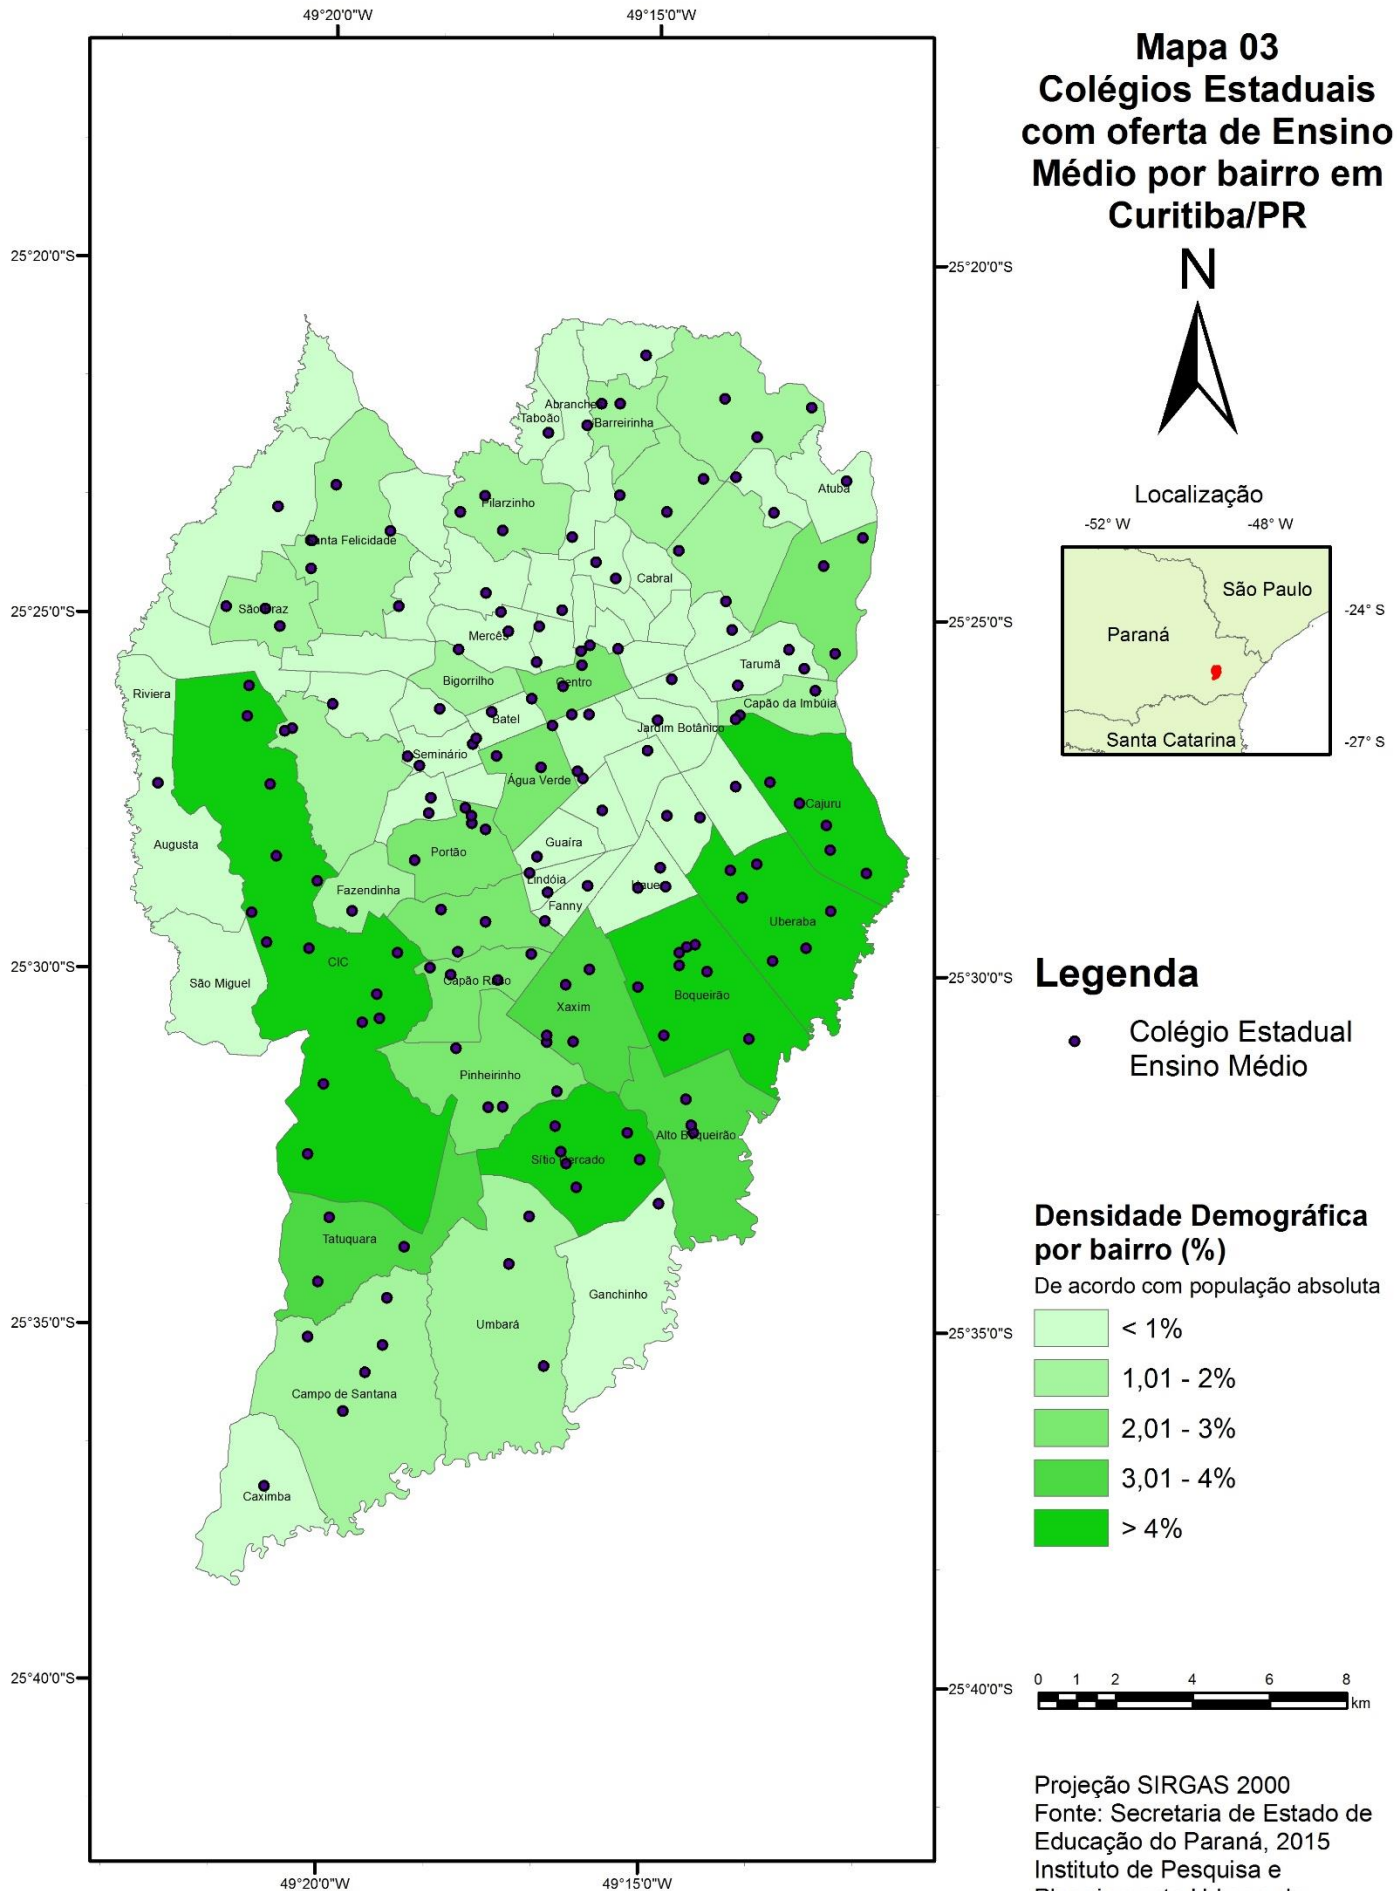 49°20'0"W
49°15'0"W
Mapa 03
Colégios Estaduais
com oferta de Ensino
Médio por bairro em
Curitiba/PR
N
25°20'0"S
25°20'0"S
Abranches
Taboão
Barreirinha
Atuba
Pilarzinho
Santa Felicidade
Cabral
São Braz
25°25'0"S
25°25'0"S
Mercês
Tarumã
Bigorrilho
Centro
Riviera
Capão da Imbúia
Batel
Jardim Botânico
Seminário
Água Verde
Cajuru
Augusta
Guaíra
Portão
Lindóia
Fazendinha
Hauer
Fanny
Uberaba
CIC
25°30'0"S
25°30'0"S
São Miguel
Capão Raso
Boqueirão
Xaxim
Pinheirinho
Alto Boqueirão
Sítio Cercado
Tatuquara
Ganchinho
Umbará
25°35'0"S
25°35'0"S
Campo de Santana
Caximba
25°40'0"S
25°40'0"S
49°20'0"W
49°15'0"W
Localização
-52° W
-48° W
São Paulo
-24° S
Paraná
Santa Catarina
-27° S
Legenda
Colégio Estadual
Ensino Médio
Densidade Demográfica
por bairro (%)
De acordo com população absoluta
< 1%
1,01 - 2%
2,01 - 3%
3,01 - 4%
> 4%
0 1 2 4 6 8
km
Projeção SIRGAS 2000
Fonte: Secretaria de Estado de
Educação do Paraná, 2015
Instituto de Pesquisa e